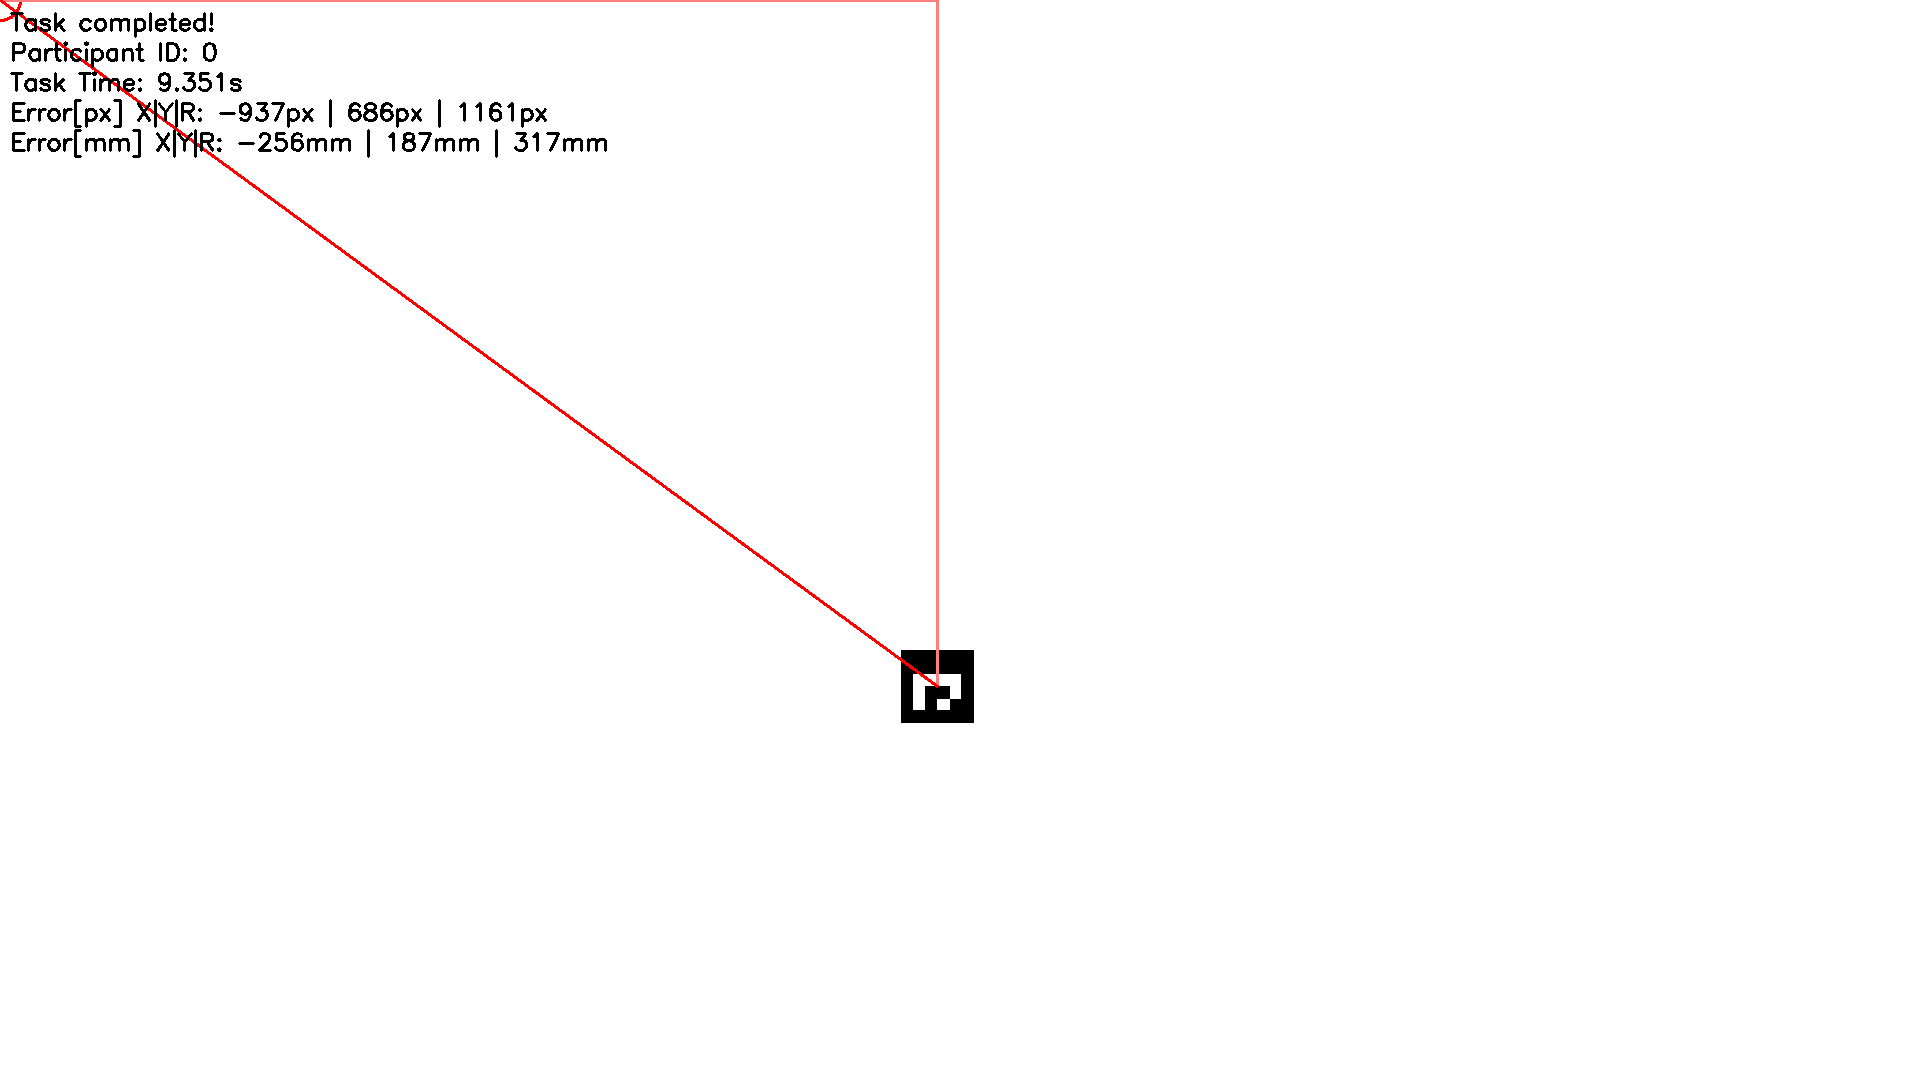 Task completed!
Participant ID: 0
Task Time: 9.351s
Error[px] X|Y|R: -937px | 686px | 1161px
Error[mm] X|Y|R: -256mm | 187mm | 317mm